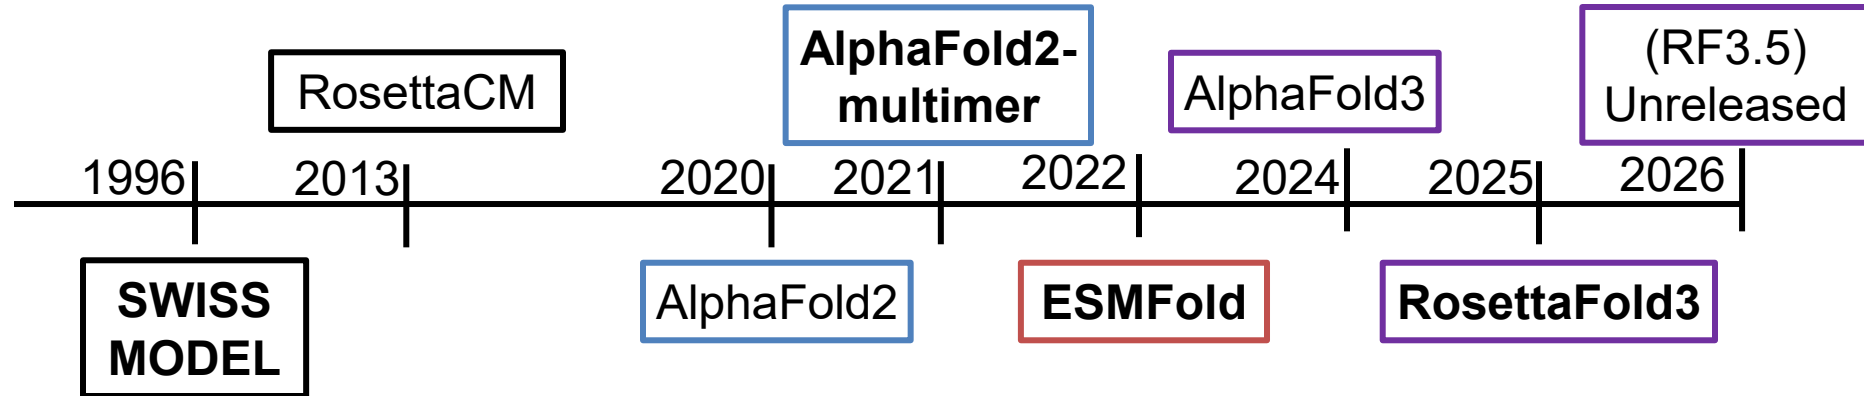 RosettaCM
AlphaFold2-
multimer
AlphaFold3
(RF3.5)
Unreleased
1996
2013
2020
2021
2022
2024
2025
2026
SWISS
MODEL
AlphaFold2
ESMFold
RosettaFold3